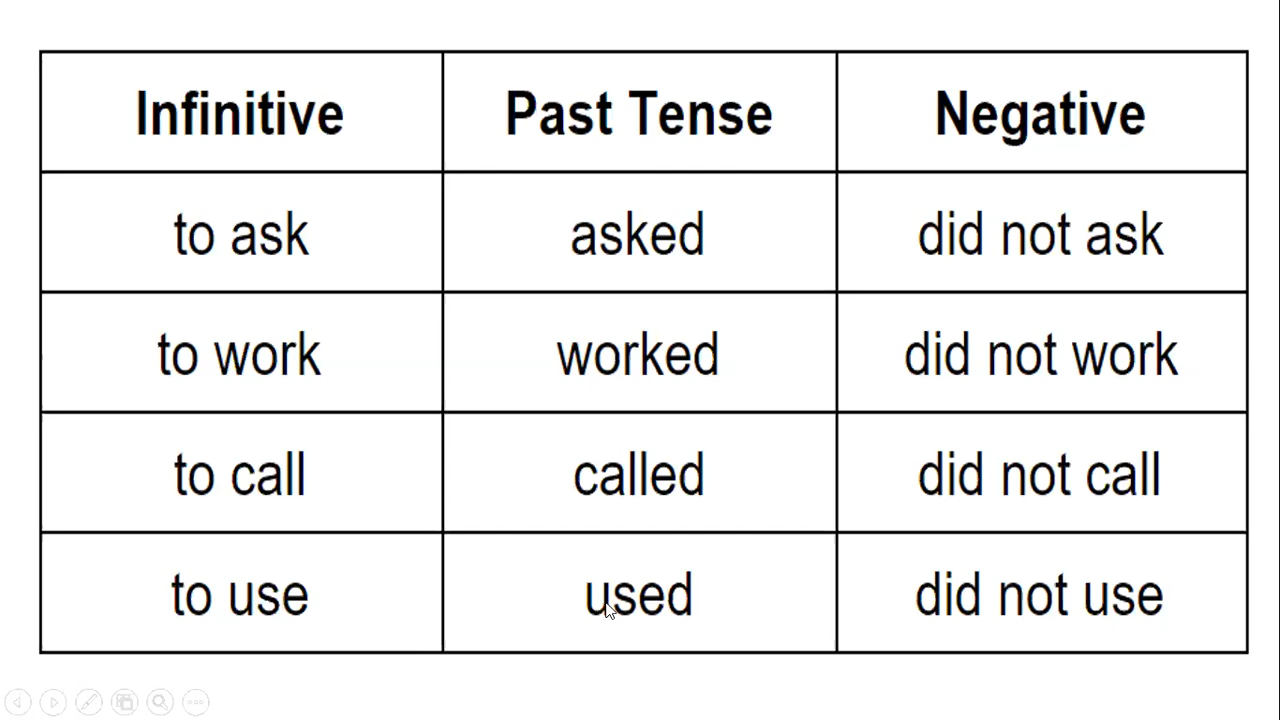 Infinitive Past Tense Negative
to ask asked did not ask
to work worked did not work
to call called did not call
to use used did not use